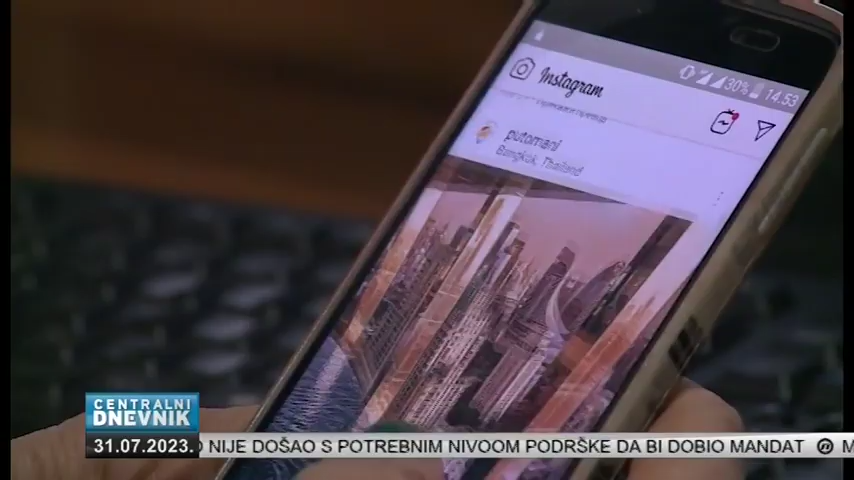 30% 14.53
Instagram
putomani
Bangkok, Thailand
CENTRALNI
DNEVNIK
31.07.2023.
NIJE DOŠAO S POTREBNIM NIVOOM PODRŠKE DA BI DOBIO MANDAT